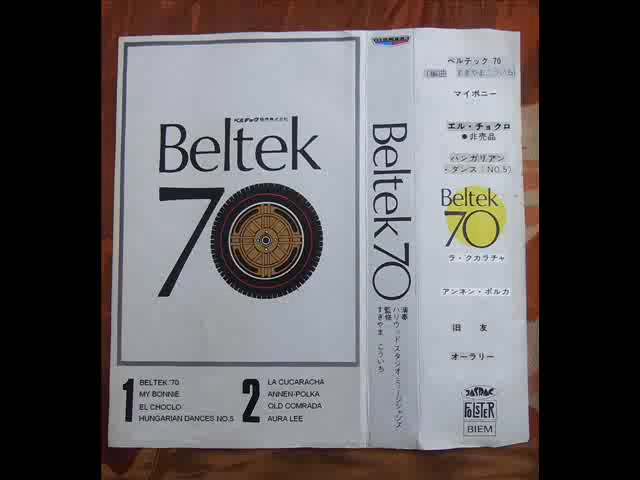 Beltek
70
1
BELTEK '70
MY BONNIE
EL CHOCLO
HUNGARIAN DANCES NO.5
2
LA CUCARACHA
ANNEN-POLKA
OLD COMRADA
AURA LEE
Beltek 70
演奏 ハリウッド スタジオ・ミュージシャンズ
監修 すぎやま こういち
ベルテック 70
(編曲 すぎやまこういち)
マイボニー
エル・チョクロ
●非売品
ハンガリアン
・ダンス(NO.5)
Beltek
70
ラ・クカラチャ
アンネン・ポルカ
旧 友
オーラリー
JASRAC
FOLSTER
BIEM